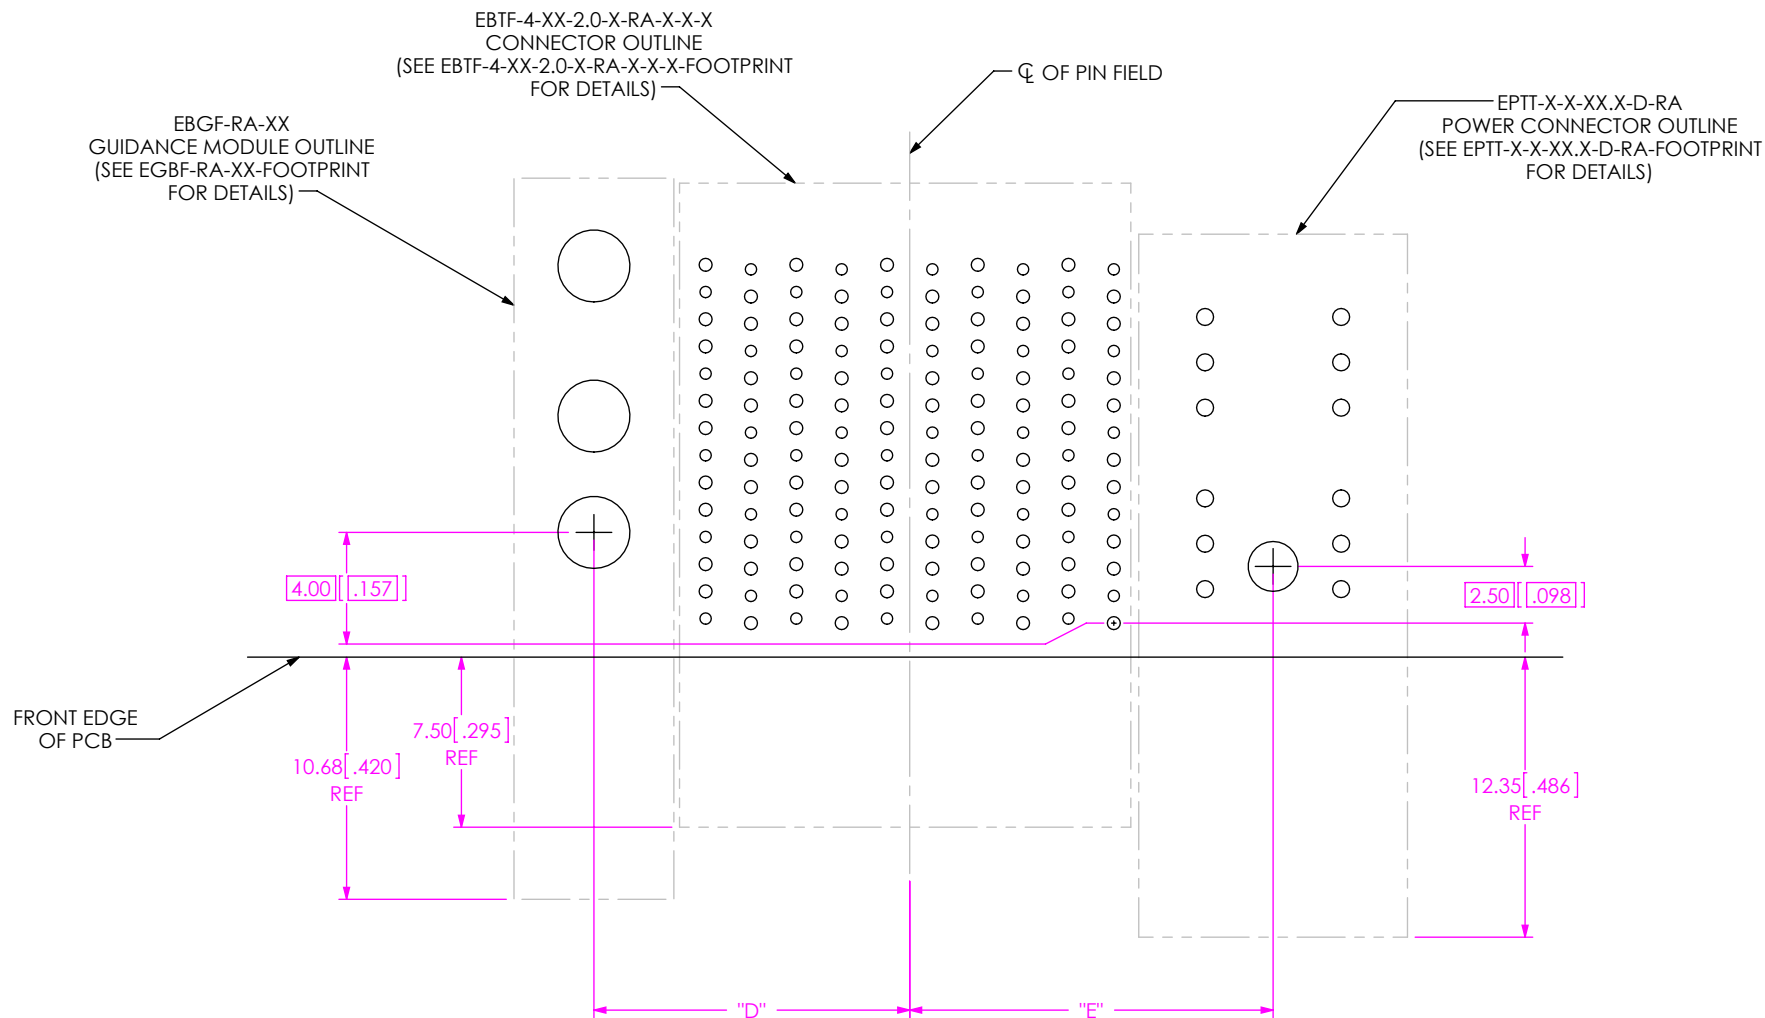 EBTF-4-XX-2.0-X-RA-X-X-X
CONNECTOR OUTLINE
(SEE EBTF-4-XX-2.0-X-RA-X-X-X-FOOTPRINT
FOR DETAILS)
℄ OF PIN FIELD
EPTT-X-X-XX.X-D-RA
POWER CONNECTOR OUTLINE
(SEE EPTT-X-X-XX.X-D-RA-FOOTPRINT
FOR DETAILS)
EBGF-RA-XX
GUIDANCE MODULE OUTLINE
(SEE EGBF-RA-XX-FOOTPRINT
FOR DETAILS)
4.00[.157]
2.50[.098]
FRONT EDGE
OF PCB
7.50[.295]
REF
10.68[.420]
REF
12.35[.486]
REF
"D"
"E"